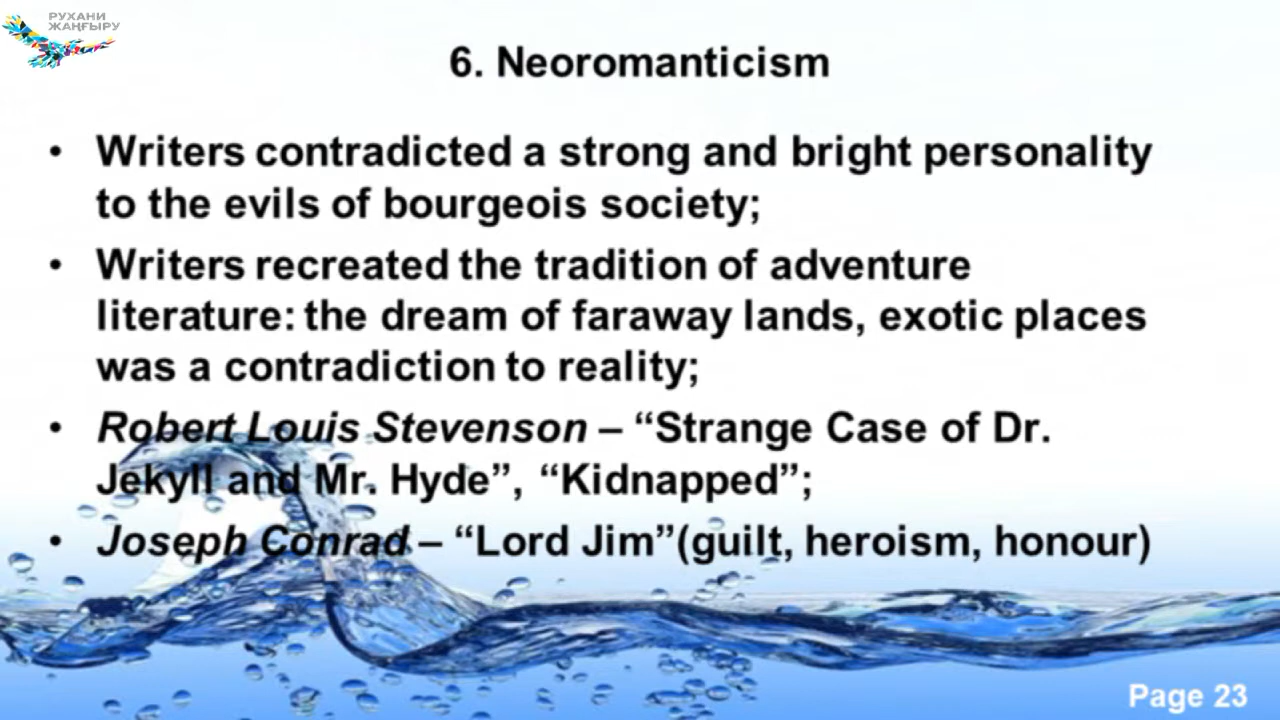 РУХАНИ
ЖАҢҒЫРУ
6. Neoromanticism
• Writers contradicted a strong and bright personality
to the evils of bourgeois society;
• Writers recreated the tradition of adventure
literature: the dream of faraway lands, exotic places
was a contradiction to reality;
• Robert Louis Stevenson – “Strange Case of Dr.
Jekyll and Mr. Hyde”, “Kidnapped”;
• Joseph Conrad – “Lord Jim”(guilt, heroism, honour)
Page 23